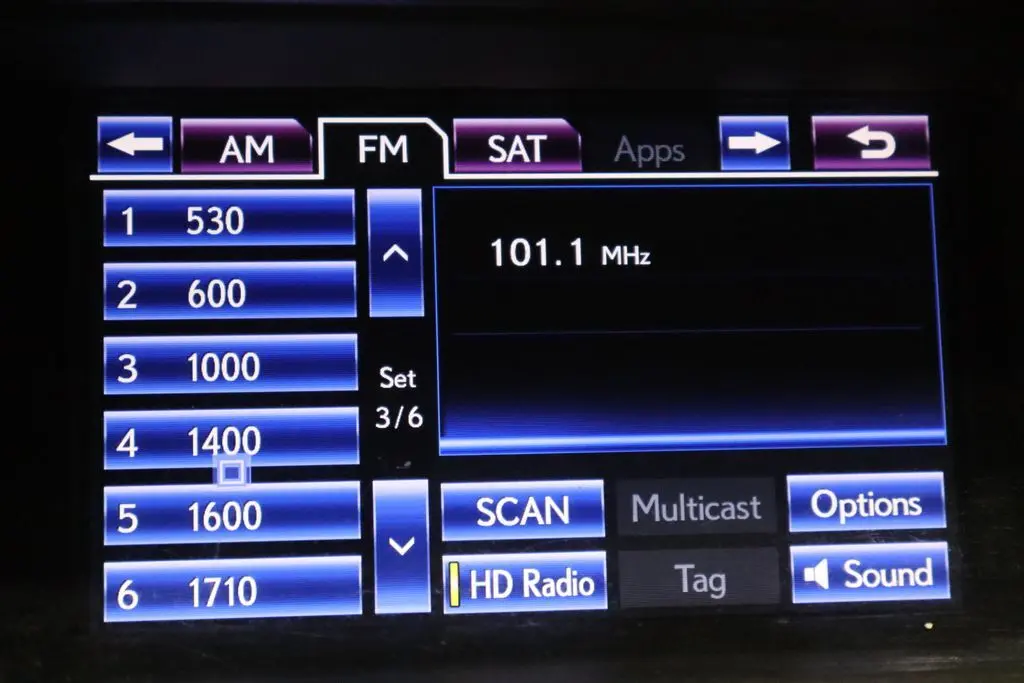 AM FM SAT Apps
1 530
2 600
3 1000
4 1400
5 1600
6 1710
Set
3/6
101.1 MHz
SCAN Multicast Options
HD Radio Tag Sound